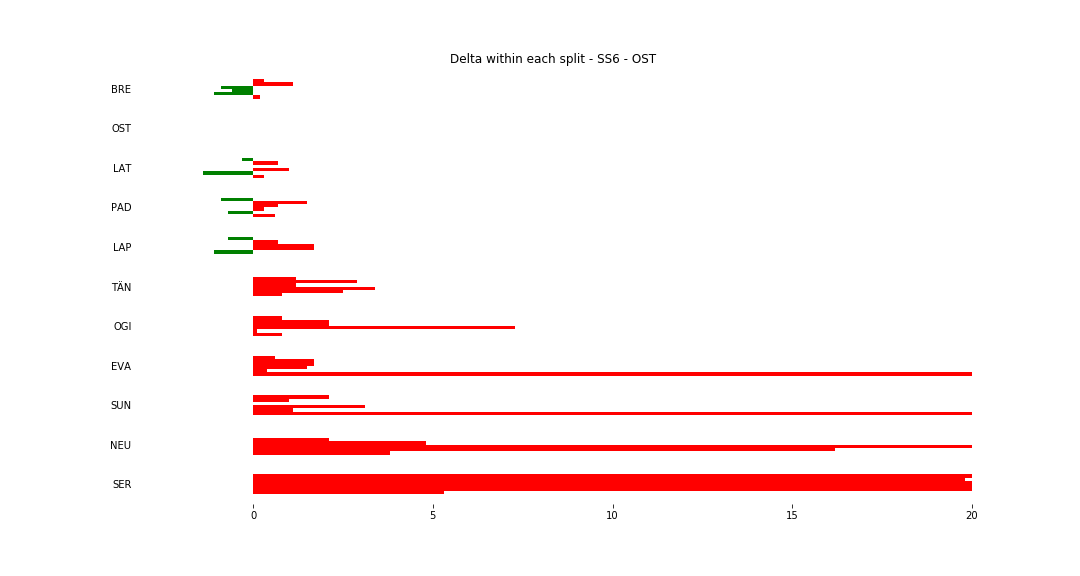 Delta within each split - SS6 - OST
BRE
OST
LAT
PAD
LAP
TÄN
OGI
EVA
SUN
NEU
SER
0 5 10 15 20